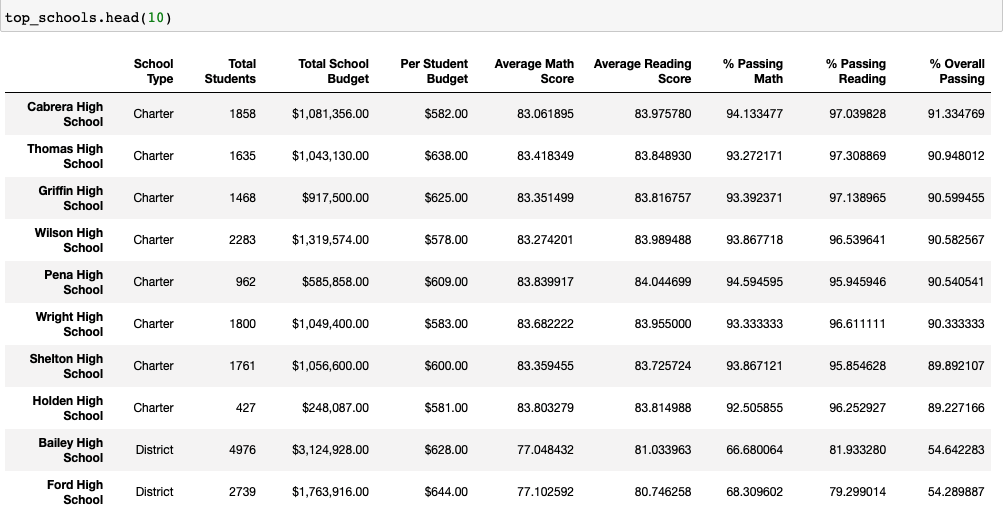 top_schools.head(10)
School Type Total Students Total School Budget Per Student Budget Average Math Score Average Reading Score % Passing Math % Passing Reading % Overall Passing
Cabrera High School Charter 1858 $1,081,356.00 $582.00 83.061895 83.975780 94.133477 97.039828 91.334769
Thomas High School Charter 1635 $1,043,130.00 $638.00 83.418349 83.848930 93.272171 97.308869 90.948012
Griffin High School Charter 1468 $917,500.00 $625.00 83.351499 83.816757 93.392371 97.138965 90.599455
Wilson High School Charter 2283 $1,319,574.00 $578.00 83.274201 83.989488 93.867718 96.539641 90.582567
Pena High School Charter 962 $585,858.00 $609.00 83.839917 84.044699 94.594595 95.945946 90.540541
Wright High School Charter 1800 $1,049,400.00 $583.00 83.682222 83.955000 93.333333 96.611111 90.333333
Shelton High School Charter 1761 $1,056,600.00 $600.00 83.359455 83.725724 93.867121 95.854628 89.892107
Holden High School Charter 427 $248,087.00 $581.00 83.803279 83.814988 92.505855 96.252927 89.227166
Bailey High School District 4976 $3,124,928.00 $628.00 77.048432 81.033963 66.680064 81.933280 54.642283
Ford High School District 2739 $1,763,916.00 $644.00 77.102592 80.746258 68.309602 79.299014 54.289887